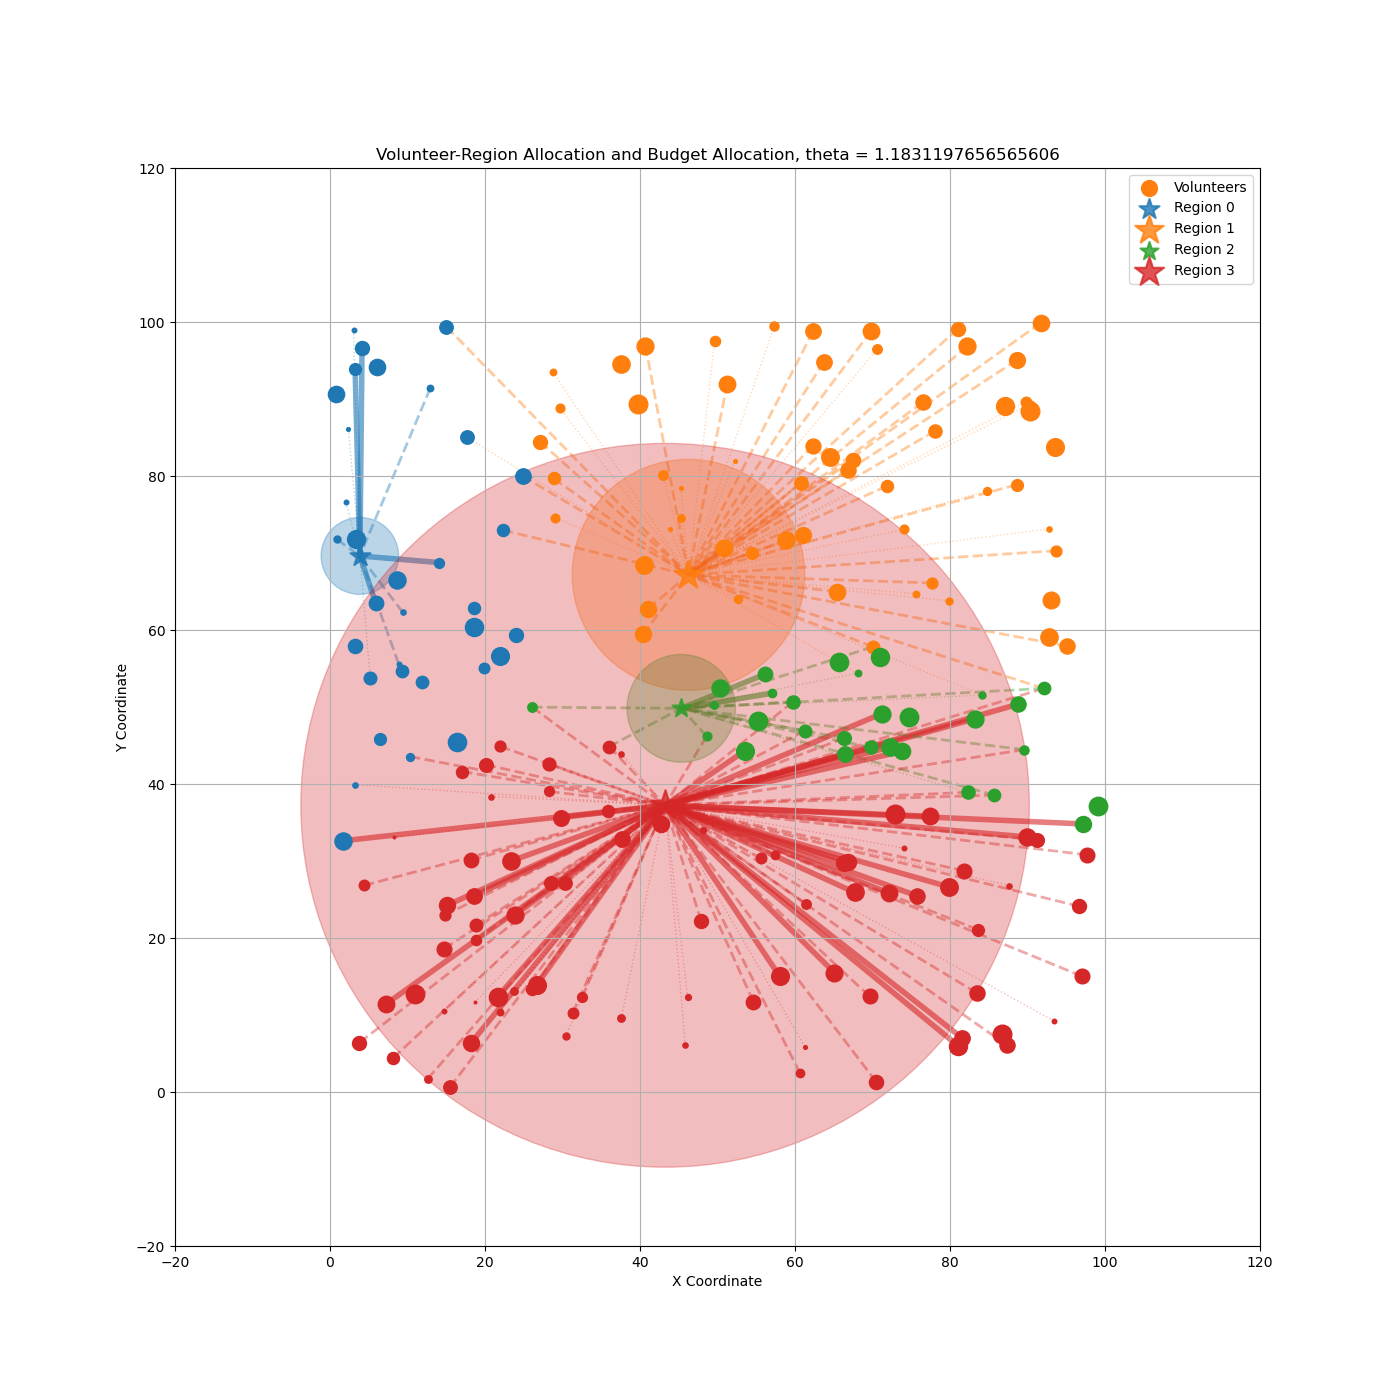 Volunteer-Region Allocation and Budget Allocation, theta = 1.1831197656565606
120
100
80
60
40
20
0
−20
Y Coordinate
Volunteers
Region 0
Region 1
Region 2
Region 3
−20 0 20 40 60 80 100 120
X Coordinate